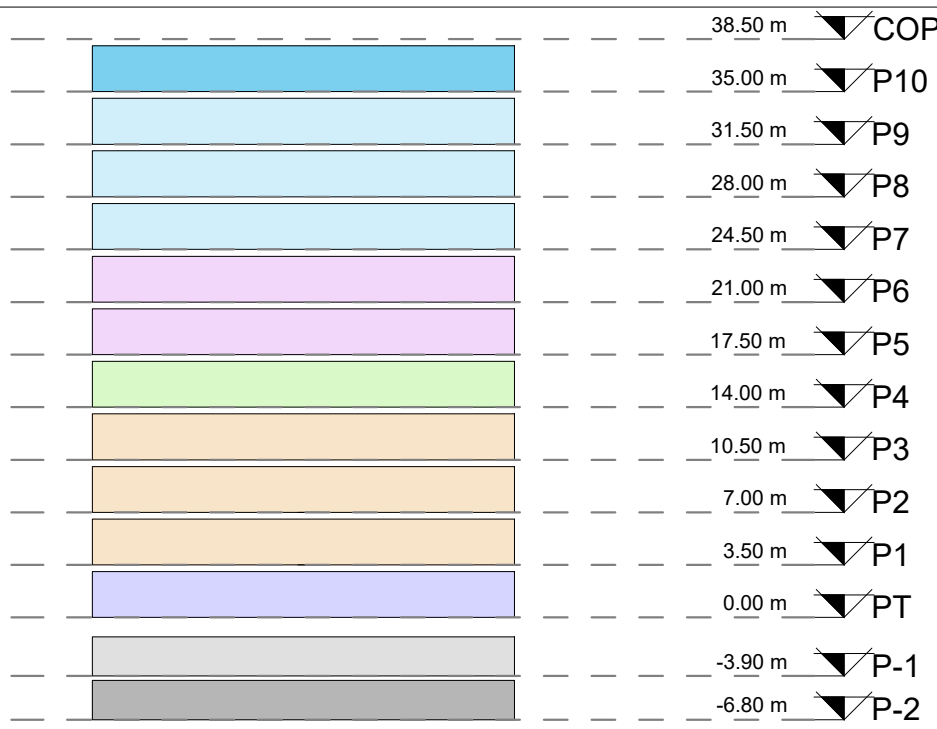 38.50 m COP
35.00 m P10
31.50 m P9
28.00 m P8
24.50 m P7
21.00 m P6
17.50 m P5
14.00 m P4
10.50 m P3
7.00 m P2
3.50 m P1
0.00 m PT
-3.90 m P-1
-6.80 m P-2